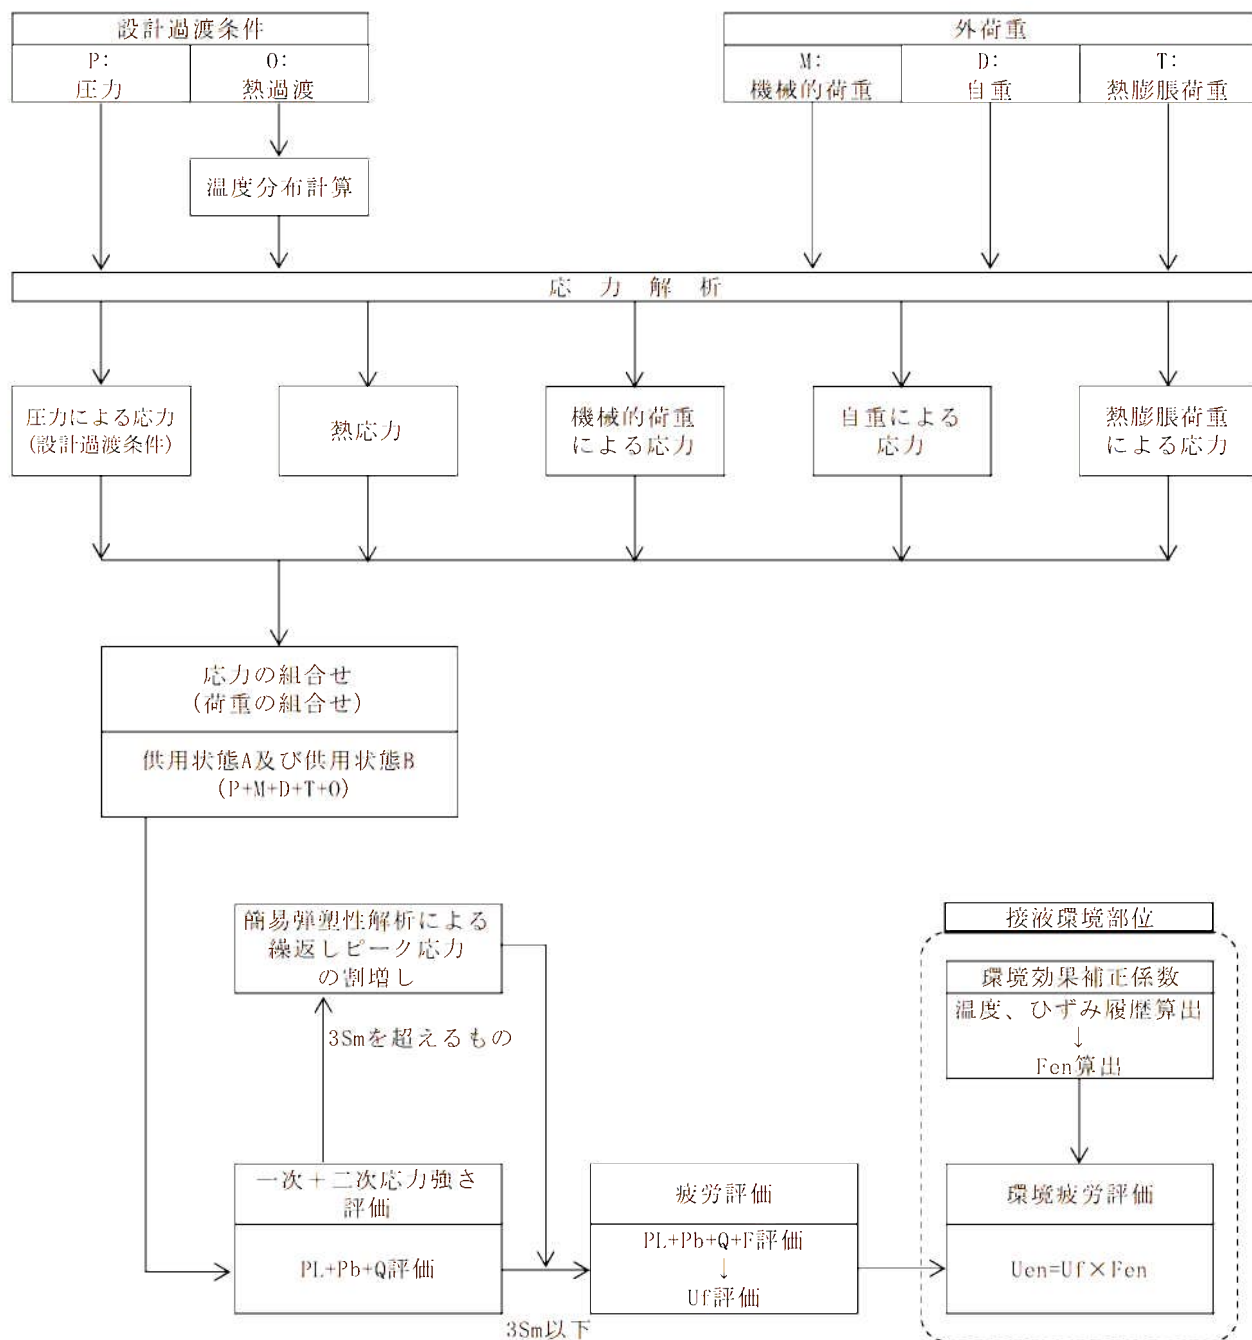 設計過渡条件
P:
圧力
O:
熱過渡
外荷重
M:
機械的荷重
D:
自重
T:
熱膨脹荷重
温度分布計算
応力解析
圧力による応力
(設計過渡条件)
熱応力
機械的荷重
による応力
自重による
応力
熱膨脹荷重
による応力
応力の組合せ
(荷重の組合せ)
供用状態A及び供用状態B
(P+M+D+T+O)
簡易弾塑性解析による
繰返しピーク応力
の割増し
3Smを超えるもの
一次+二次応力強さ
評価
PL+Pb+Q評価
3Sm以下
疲労評価
PL+Pb+Q+F評価
↓
Uf評価
接液環境部位
環境効果補正係数
温度、ひずみ履歴算出
↓
Fen算出
環境疲労評価
Uen=Uf×Fen